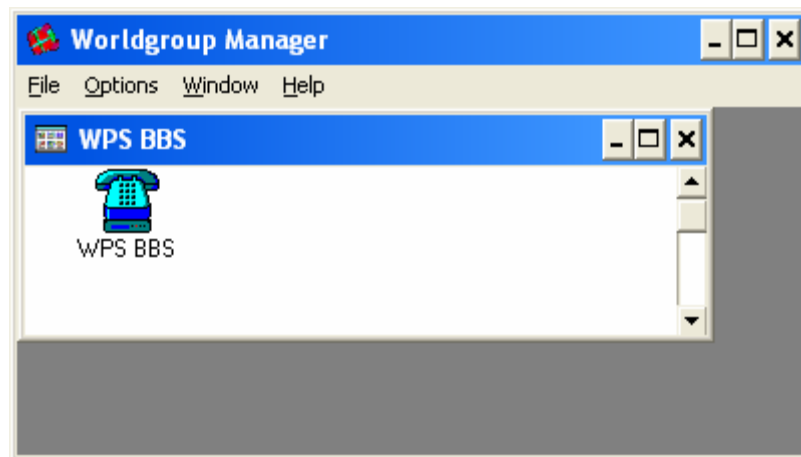 Worldgroup Manager
File Options Window Help
WPS BBS
WPS BBS